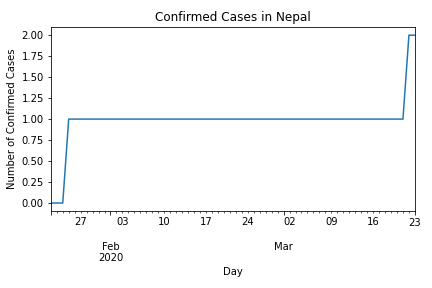 Confirmed Cases in Nepal
2.00
1.75
1.50
1.25
1.00
0.75
0.50
0.25
0.00
Number of Confirmed Cases
27 03 10 17 24 02 09 16 23
Feb Mar
2020
Day